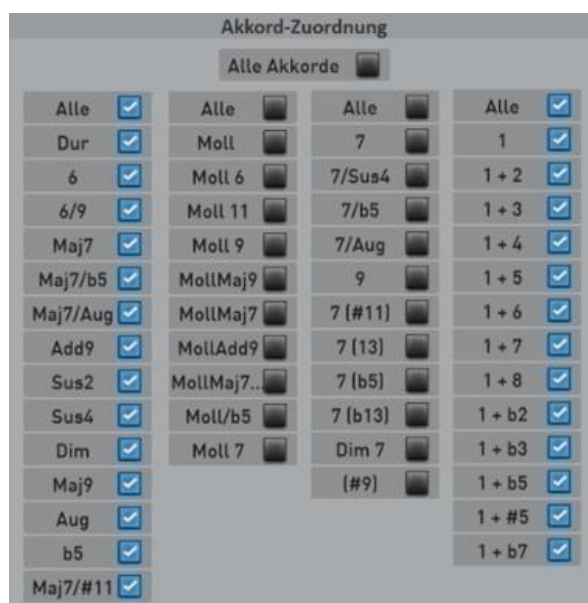 Akkord-Zuordnung
Alle Akkorde
Alle Alle Alle Alle
Dur Moll 7 1
6 Moll 6 7/Sus4 1 + 2
6/9 Moll 11 7/b5 1 + 3
Maj7 Moll 9 7/Aug 1 + 4
Maj7/b5 MollMaj9 9 1 + 5
Maj7/Aug MollMaj7 7 (#11) 1 + 6
Add9 MollAdd9 7 (13) 1 + 7
Sus2 MollMaj7... 7 (b5) 1 + 8
Sus4 Moll/b5 7 (b13) 1 + b2
Dim Moll 7 Dim 7 1 + b3
Maj9 (#9) 1 + b5
Aug 1 + #5
b5 1 + b7
Maj7/#11